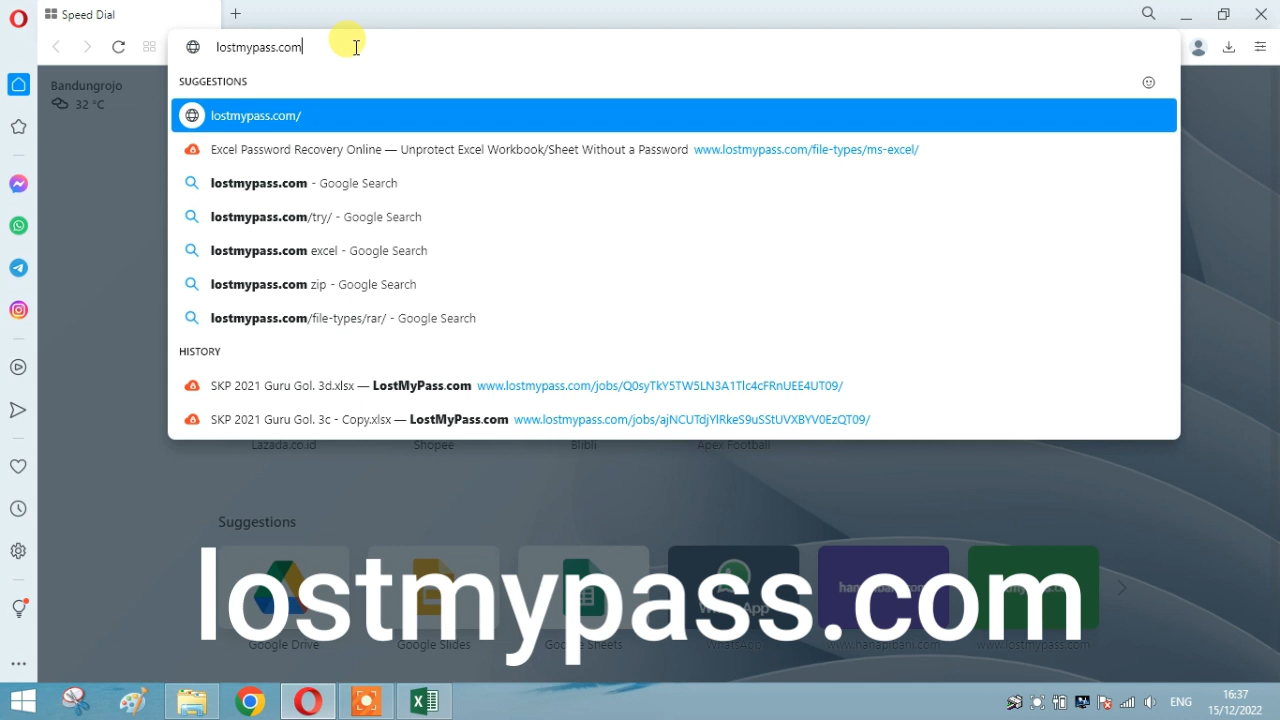 Speed Dial
lostmypass.com
Bandungrojo
32 °C
SUGGESTIONS
lostmypass.com/
Excel Password Recovery Online — Unprotect Excel Workbook/Sheet Without a Password www.lostmypass.com/file-types/ms-excel/
lostmypass.com - Google Search
lostmypass.com/try/ - Google Search
lostmypass.com excel - Google Search
lostmypass.com zip - Google Search
lostmypass.com/file-types/rar/ - Google Search
HISTORY
SKP 2021 Guru Gol. 3d.xlsx — LostMyPass.com www.lostmypass.com/jobs/Q0syTkY5TW5LN3A1Tlc4cFRnUEE4UT09/
SKP 2021 Guru Gol. 3c - Copy.xlsx — LostMyPass.com www.lostmypass.com/jobs/ajNCUTdjYlRkeS9uSStUVXBYV0EzQT09/
Lazada.co.id Shopee Blibli Apex Football
Suggestions
lostmypass.com
Google Drive Google Slides Google Sheets WhatsApp www.hanapibani.com www.lostmypass.com
ENG
16:37
15/12/2022